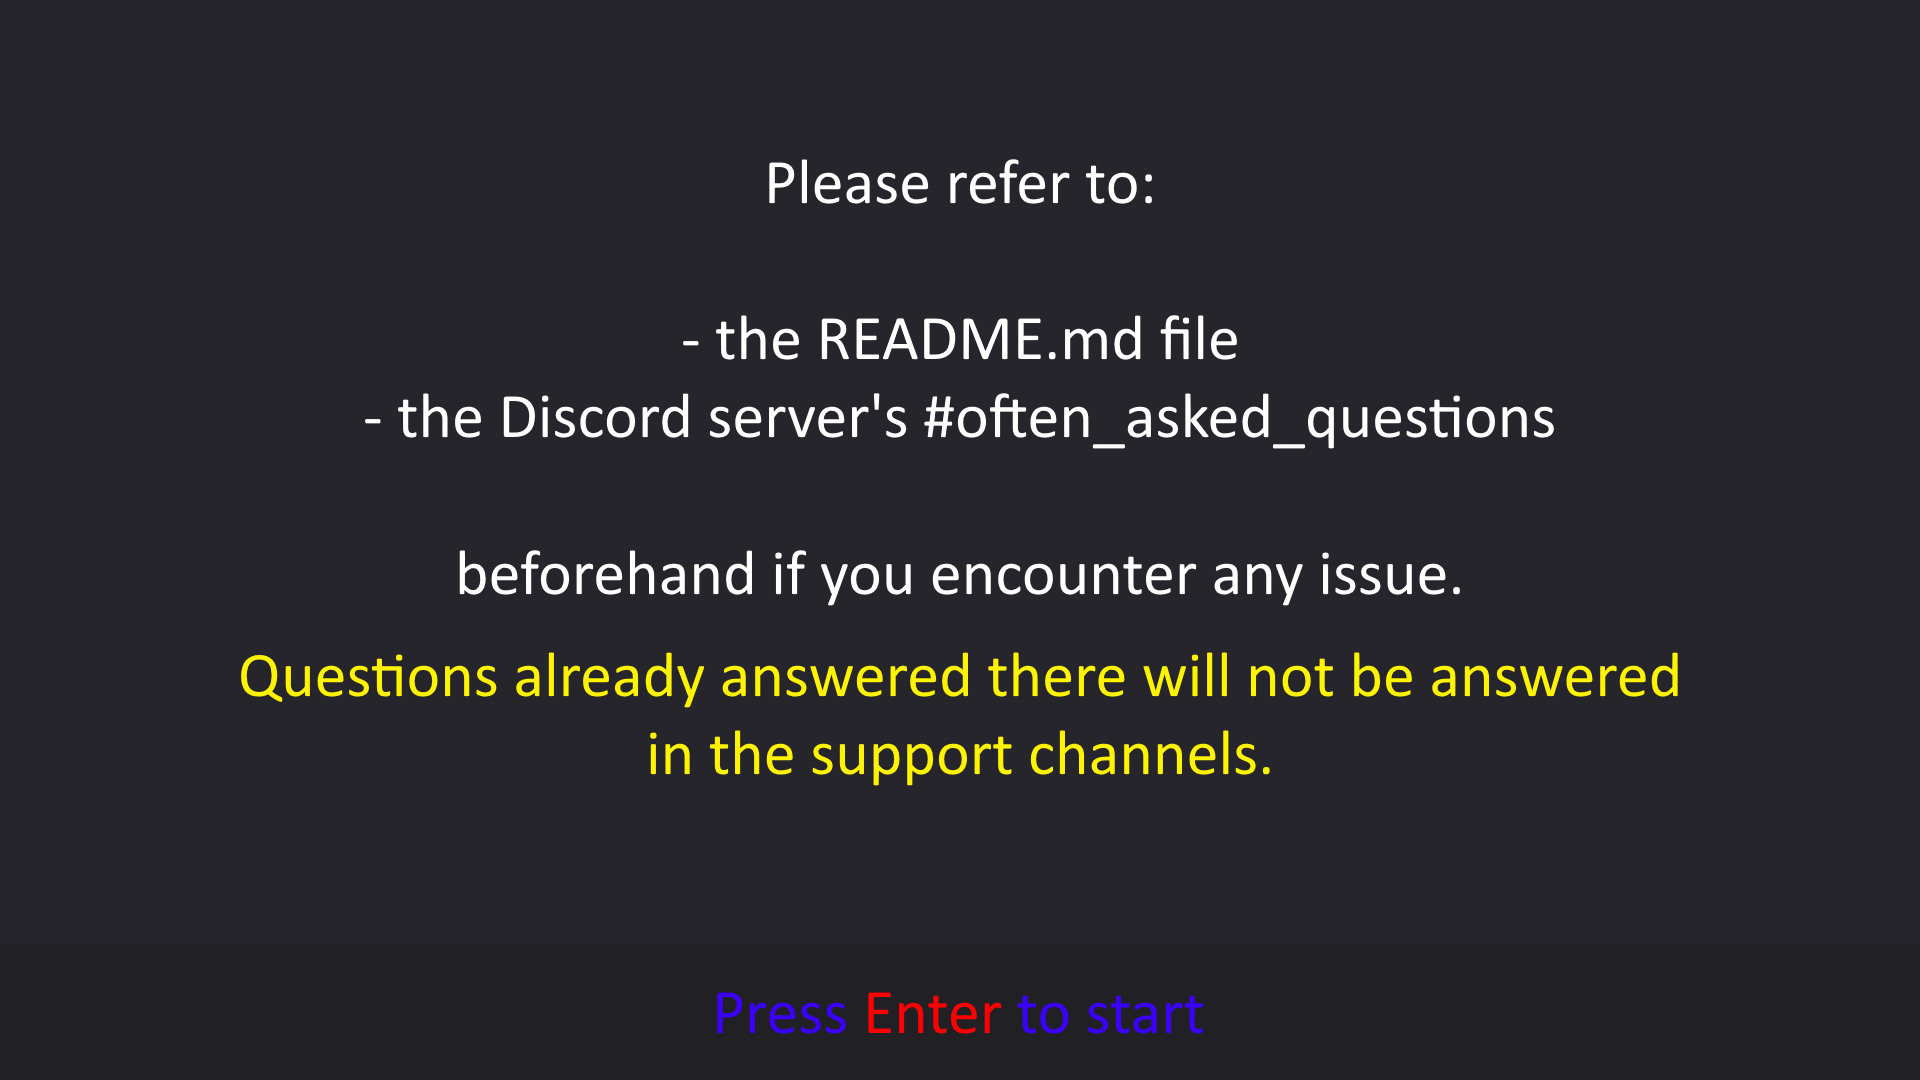 Please refer to:
- the README.md file
- the Discord server's #often_asked_questions
beforehand if you encounter any issue.
Questions already answered there will not be answered
in the support channels.
Press Enter to start